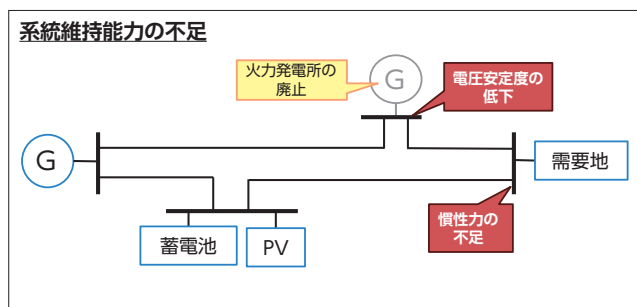 系統維持能力の不足
火力発電所の
廃止
G
電圧安定度の
低下
G
需要地
慣性力の
不足
蓄電池
PV